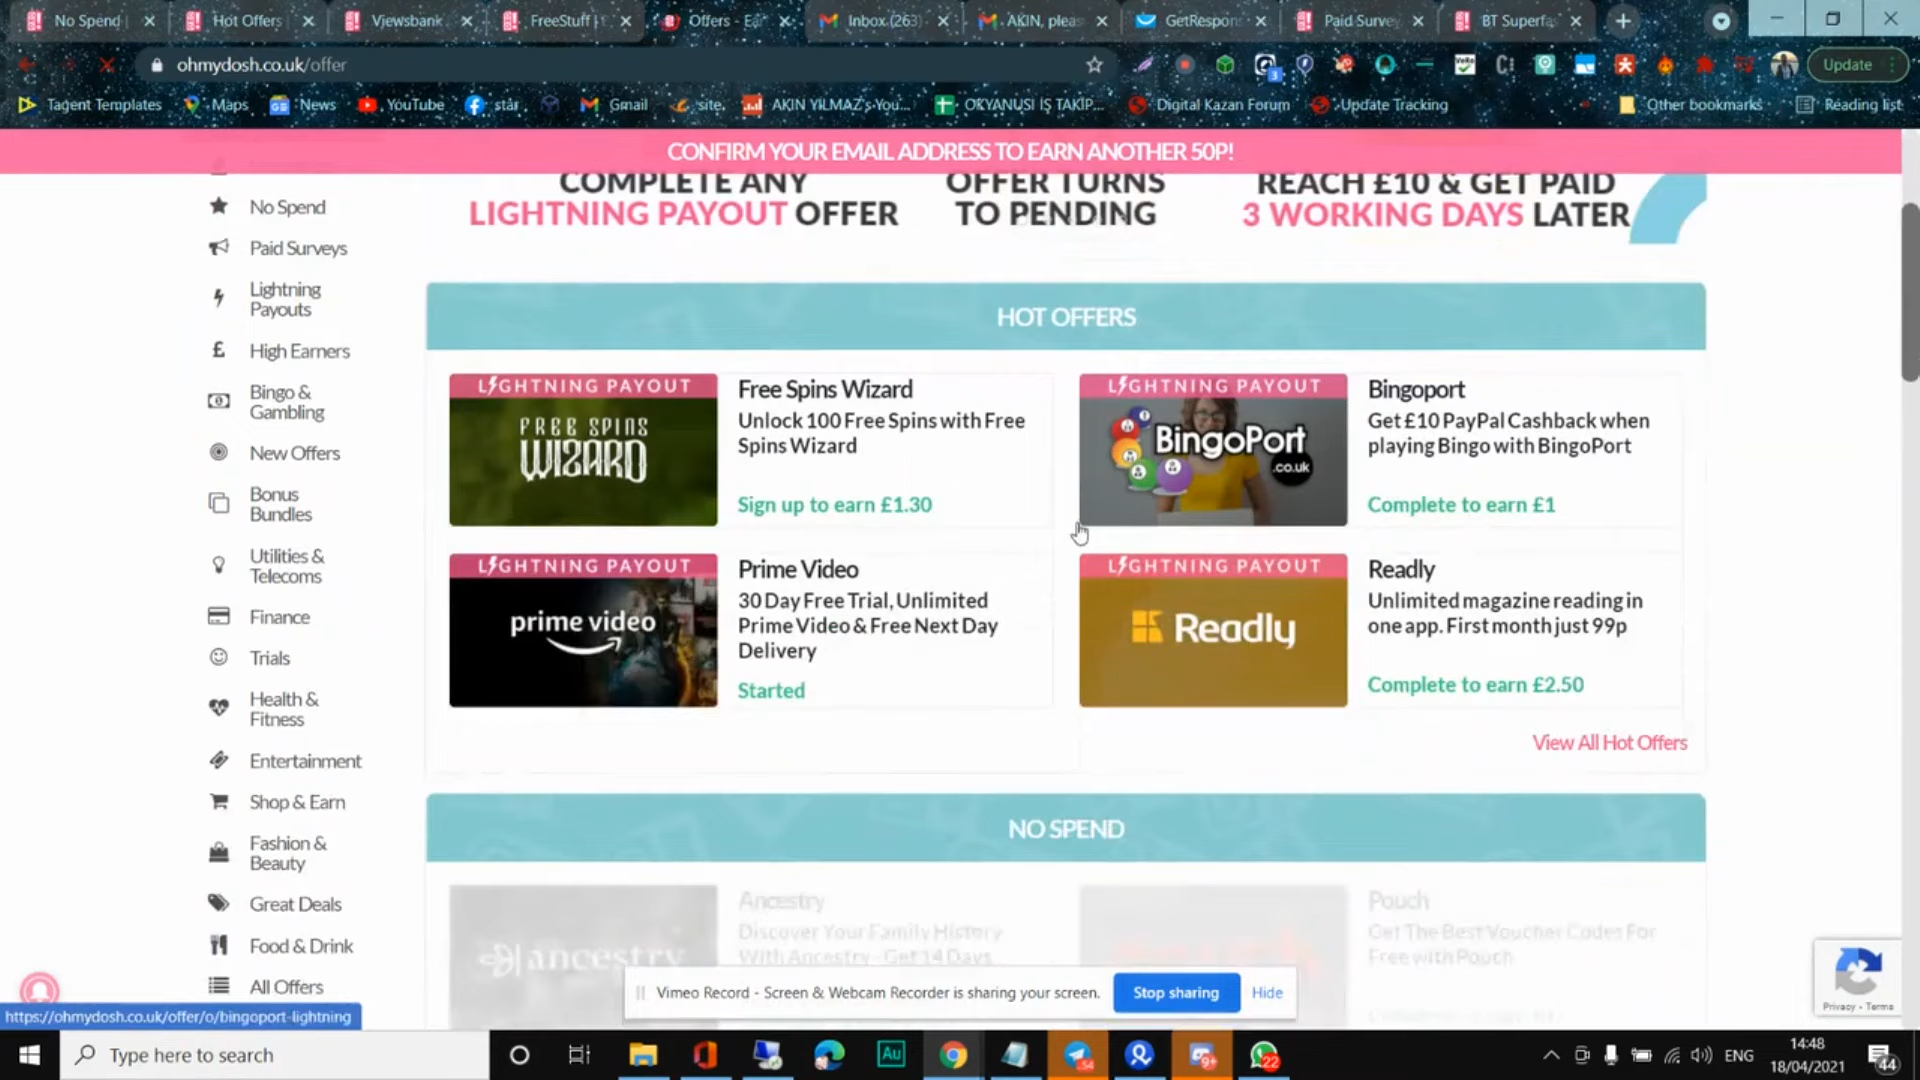 No Spend
Hot Offers
Vjewsbank
FreeStuff | f
Offers - Ear
Inbox (263)
AKIN, pleas
GetRespon
Paid Survey
BT Superfas
ohmydosh.co.uk/offer
Update
Tagent Templates
Maps
News
YouTube
står
Gmail
site.
AKIN YILMAZ's You...
OKYANUSI İŞ TAKİP...
Digital Kazan Forum
Update Tracking
Other bookmarks
Reading list
CONFIRM YOUR EMAIL ADDRESS TO EARN ANOTHER 50P!
COMPLETE ANY
LIGHTNING PAYOUT OFFER
OFFER TURNS
TO PENDING
REACH £10 & GET PAID
3 WORKING DAYS LATER
No Spend
Paid Surveys
Lightning
Payouts
High Earners
Bingo &
Gambling
New Offers
Bonus
Bundles
Utilities &
Telecoms
Finance
Trials
Health &
Fitness
Entertainment
Shop & Earn
Fashion &
Beauty
Great Deals
Food & Drink
All Offers
HOT OFFERS
LIGHTNING PAYOUT
FREE SPINS
WIZARD
Free Spins Wizard
Unlock 100 Free Spins with Free
Spins Wizard
Sign up to earn £1.30
LIGHTNING PAYOUT
BingoPort
.co.uk
Bingoport
Get £10 PayPal Cashback when
playing Bingo with BingoPort
Complete to earn £1
LIGHTNING PAYOUT
prime video
Prime Video
30 Day Free Trial, Unlimited
Prime Video & Free Next Day
Delivery
Started
LIGHTNING PAYOUT
Readly
Readly
Unlimited magazine reading in
one app. First month just 99p
Complete to earn £2.50
View All Hot Offers
NO SPEND
ancestry
Ancestry
Discover Your Family History
With Ancestry - Get 14 Days
Pouch
Get The Best Voucher Codes For
Free with Pouch
Vimeo Record - Screen & Webcam Recorder is sharing your screen.
Stop sharing
Hide
Privacy - Terms
https://ohmydosh.co.uk/offer/o/bingoport-lightning
Type here to search
Au
9+
22
ENG
14:48
18/04/2021
44